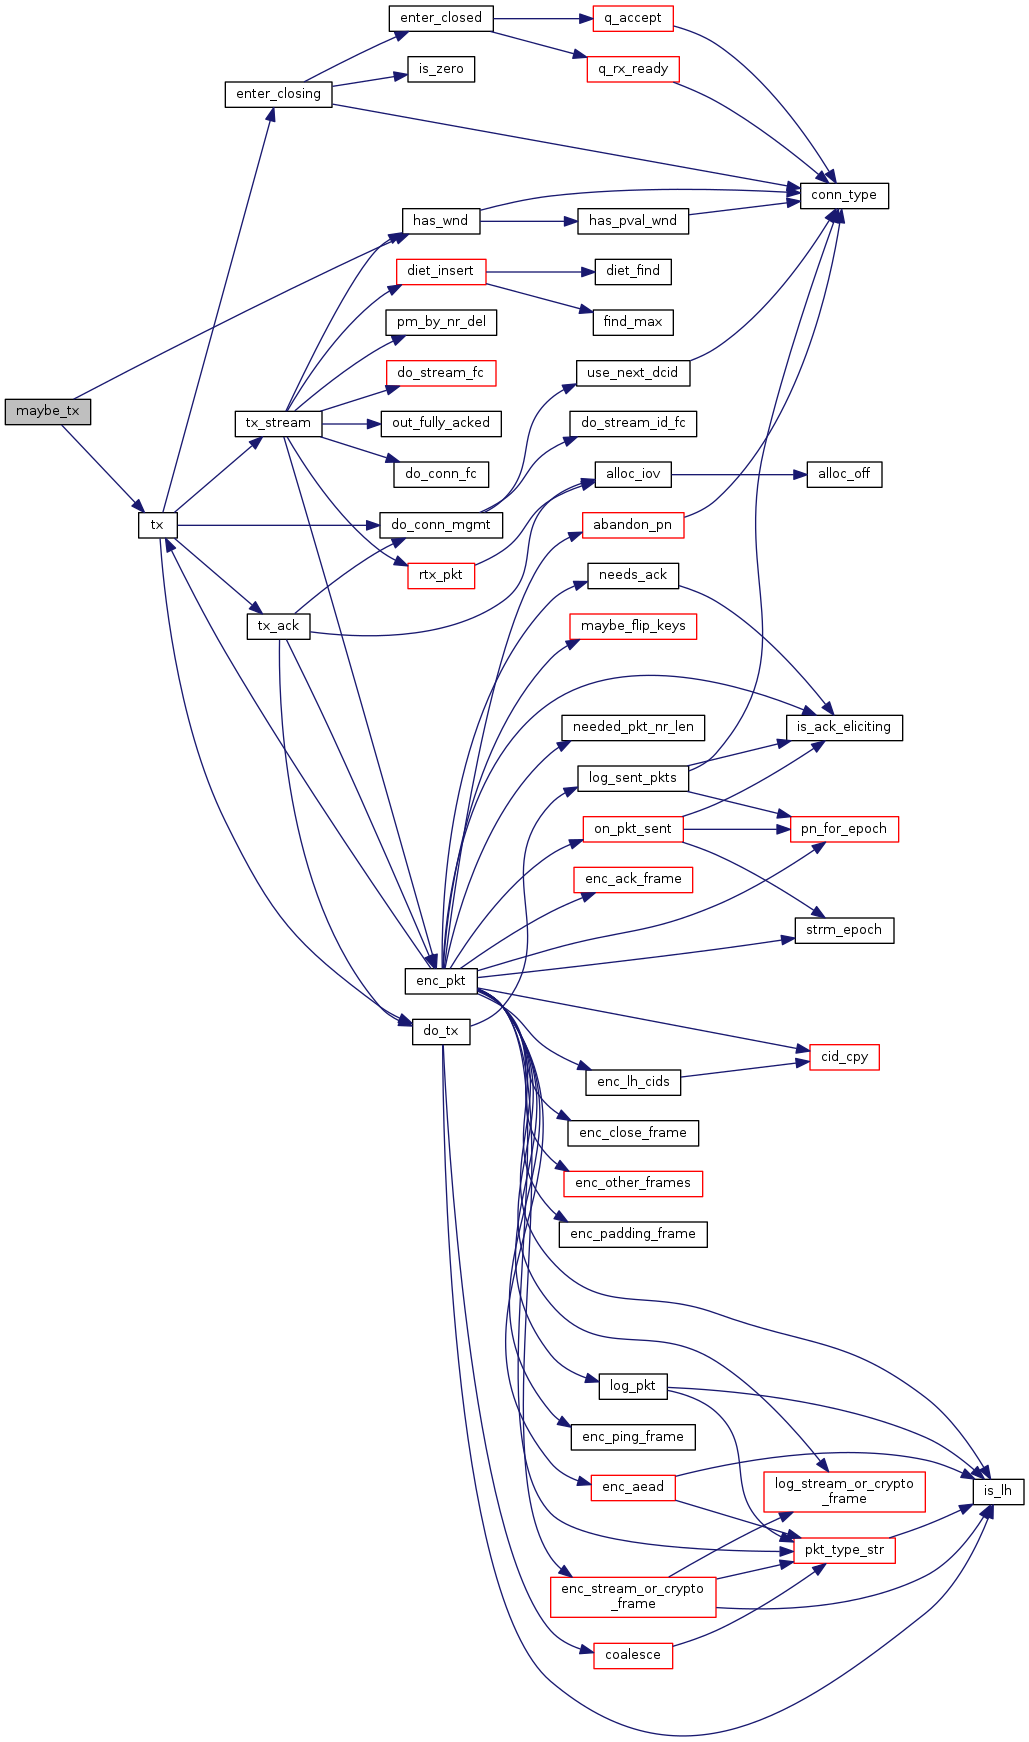 enter_closed
q_accept
is_zero
q_rx_ready
enter_closing
conn_type
has_wnd
has_pval_wnd
diet_insert
diet_find
pm_by_nr_del
find_max
do_stream_fc
use_next_dcid
maybe_tx
tx_stream
out_fully_acked
do_stream_id_fc
do_conn_fc
alloc_iov
alloc_off
tx
do_conn_mgmt
abandon_pn
rtx_pkt
needs_ack
tx_ack
maybe_flip_keys
needed_pkt_nr_len
is_ack_eliciting
log_sent_pkts
on_pkt_sent
pn_for_epoch
enc_ack_frame
strm_epoch
enc_pkt
do_tx
cid_cpy
enc_lh_cids
enc_close_frame
enc_other_frames
enc_padding_frame
log_pkt
enc_ping_frame
enc_aead
log_stream_or_crypto
_frame
is_lh
pkt_type_str
enc_stream_or_crypto
_frame
coalesce